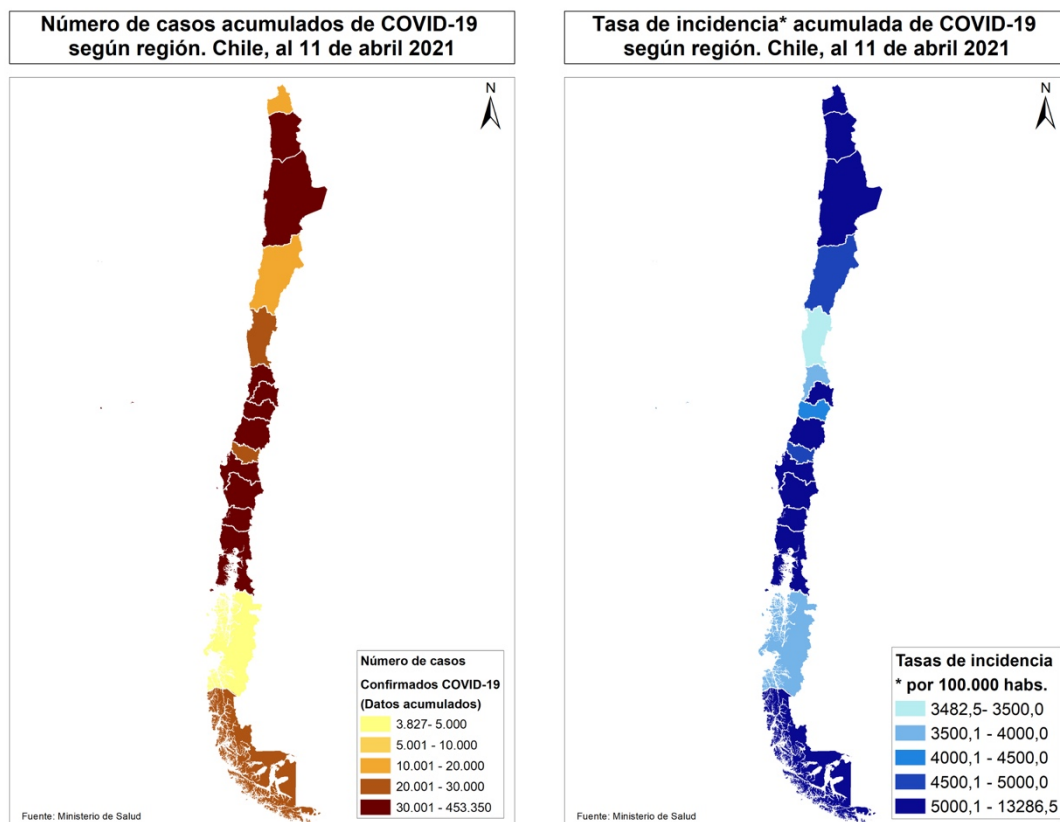 Número de casos acumulados de COVID-19
según región. Chile, al 11 de abril 2021
N
Número de casos
Confirmados COVID-19
(Datos acumulados)
3.827- 5.000
5.001 - 10.000
10.001 - 20.000
20.001 - 30.000
30.001 - 453.350
Fuente: Ministerio de Salud
Tasa de incidencia* acumulada de COVID-19
según región. Chile, al 11 de abril 2021
N
Tasas de incidencia
* por 100.000 habs.
3482,5- 3500,0
3500,1 - 4000,0
4000,1 - 4500,0
4500,1 - 5000,0
5000,1 - 13286,5
Fuente: Ministerio de Salud